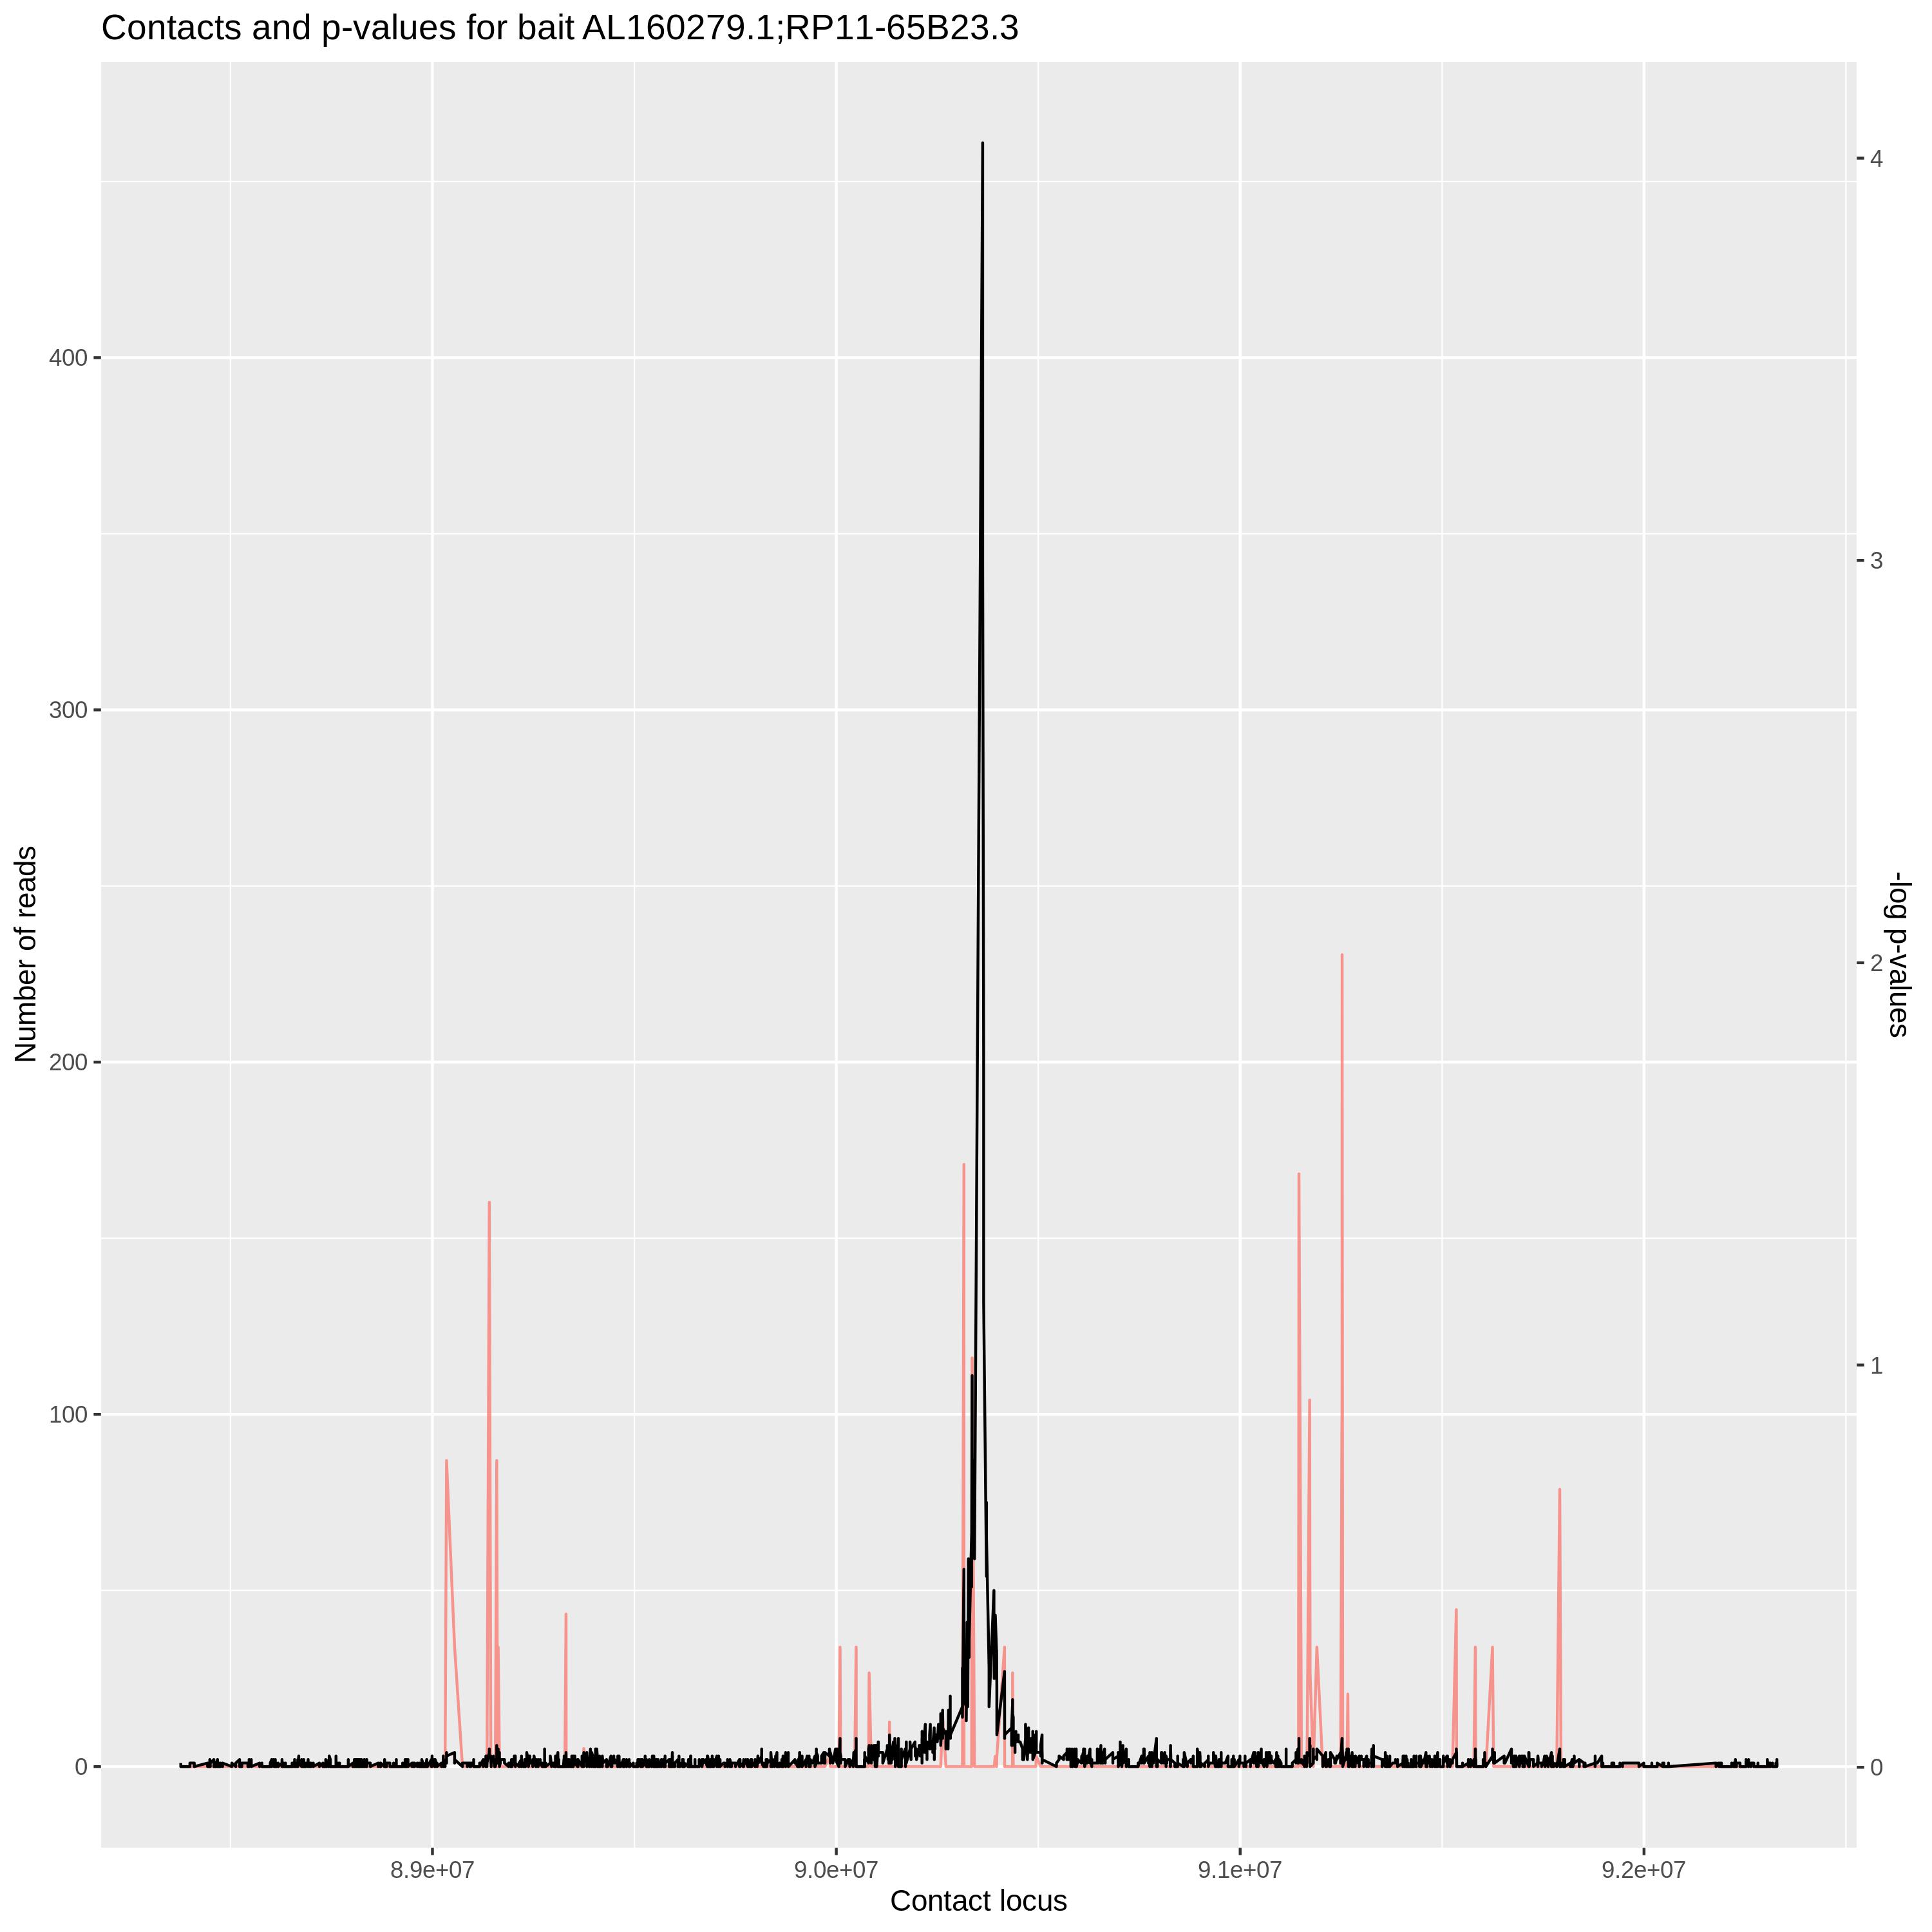 Contacts and p-values for bait AL160279.1;RP11-65B23.3
400
300
200
100
0
Number of reads
4
3
2
1
0
-log p-values
8.9e+07
9.0e+07
9.1e+07
9.2e+07
Contact locus